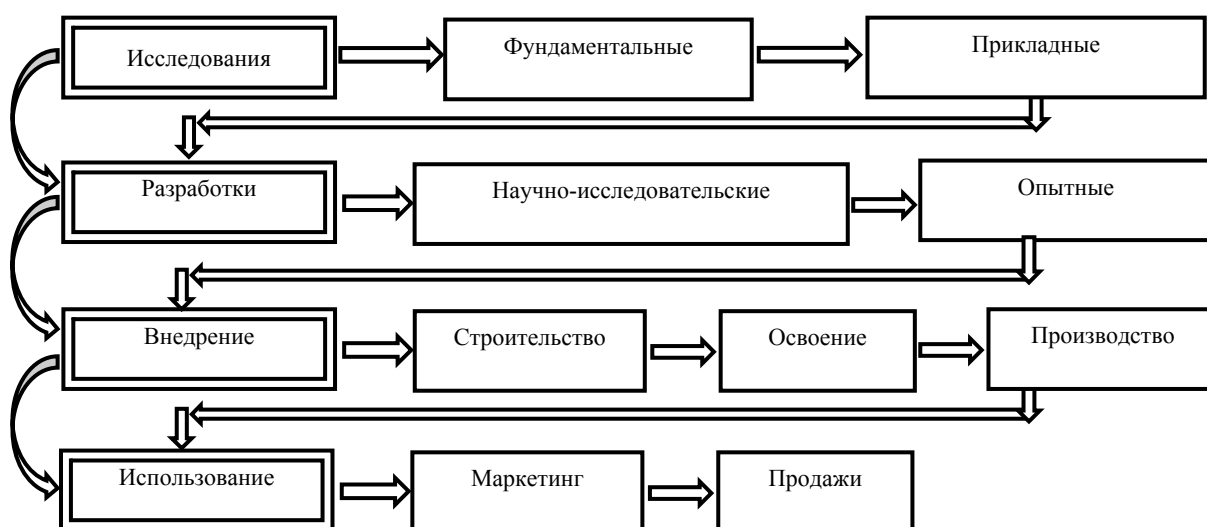 Исследования
Фундаментальные
Прикладные
Разработки
Научно-исследовательские
Опытные
Внедрение
Строительство
Освоение
Производство
Использование
Маркетинг
Продажи